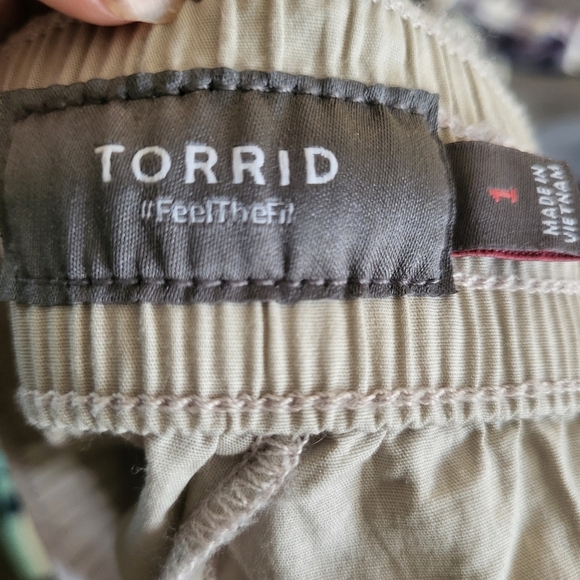 TORRID
#FeelTheFit
1
MADE IN
VIETNAM